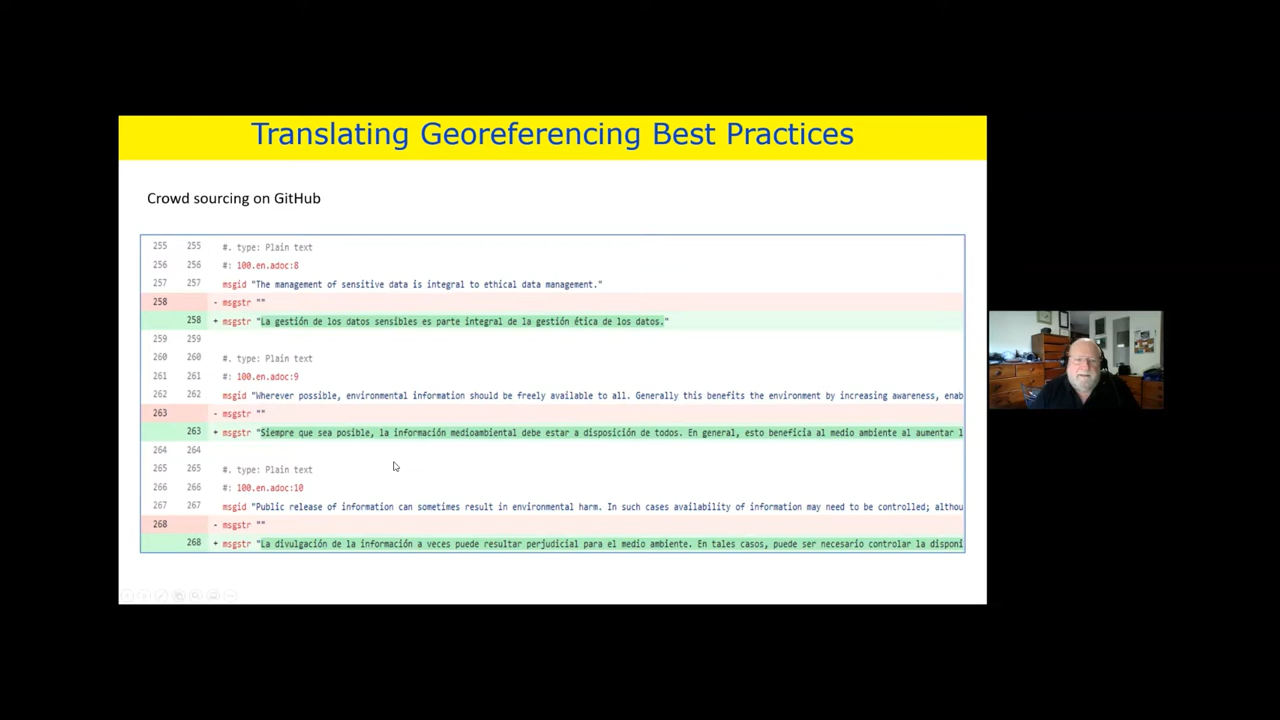 Translating Georeferencing Best Practices
Crowd sourcing on GitHub
255 255 #. type: Plain text
256 256 #: 100.en.adoc:8
257 257 msgid "The management of sensitive data is integral to ethical data management."
258 - msgstr ""
258 + msgstr "La gestión de los datos sensibles es parte integral de la gestión ética de los datos."
259 259
260 260 #. type: Plain text
261 261 #: 100.en.adoc:9
262 262 msgid "Wherever possible, environmental information should be freely available to all. Generally this benefits the environment by increasing awareness, enab
263 - msgstr ""
263 + msgstr "Siempre que sea posible, la información medioambiental debe estar a disposición de todos. En general, esto beneficia al medio ambiente al aumentar l
264 264
265 265 #. type: Plain text
266 266 #: 100.en.adoc:10
267 267 msgid "Public release of information can sometimes result in environmental harm. In such cases availability of information may need to be controlled; althou
268 - msgstr ""
268 + msgstr "La divulgación de la información a veces puede resultar perjudicial para el medio ambiente. En tales casos, puede ser necesario controlar la disponi